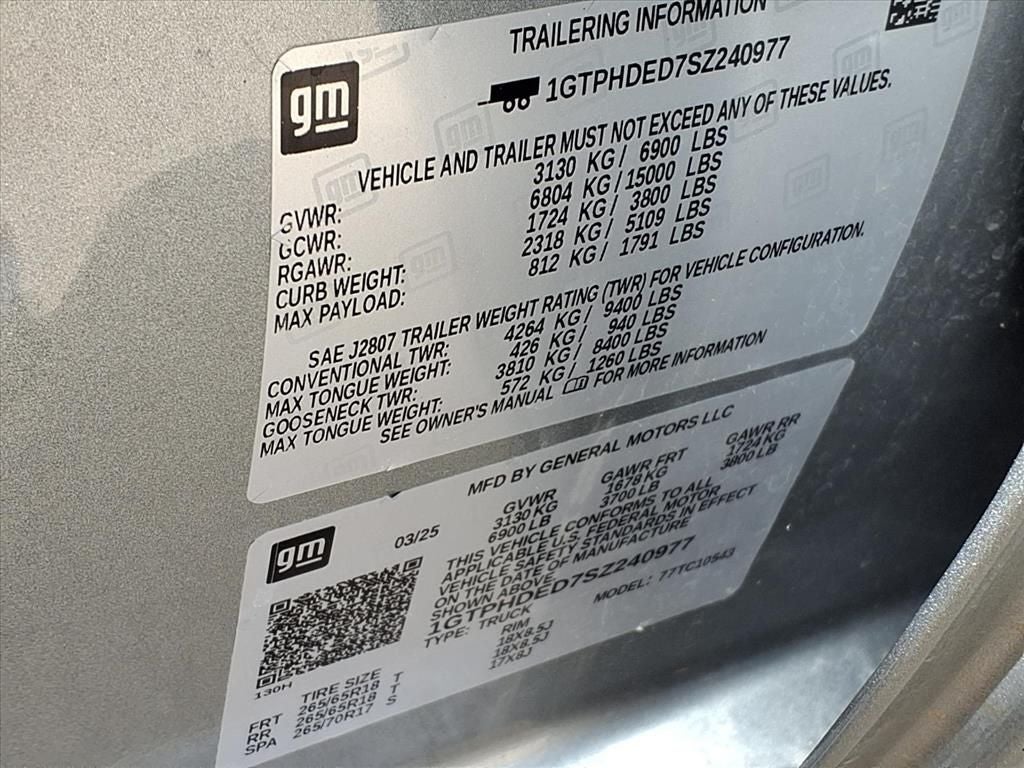 TRAILERING INFORMATION
gm
1GTPHDED7SZ240977
VEHICLE AND TRAILER MUST NOT EXCEED ANY OF THESE VALUES.
GVWR: 3130 KG/ 6900 LBS
GCWR: 6804 KG/15000 LBS
RGAWR: 1724 KG/ 3800 LBS
CURB WEIGHT: 2318 KG/ 5109 LBS
MAX PAYLOAD: 812 KG/ 1791 LBS
SAE J2807 TRAILER WEIGHT RATING (TWR) FOR VEHICLE CONFIGURATION.
CONVENTIONAL TWR: 4264 KG/ 9400 LBS
MAX TONGUE WEIGHT: 426 KG/ 940 LBS
GOOSENECK TWR: 3810 KG/ 8400 LBS
MAX TONGUE WEIGHT: 572 KG/ 1260 LBS
SEE OWNER'S MANUAL FOR MORE INFORMATION
MFD BY GENERAL MOTORS LLC
gm
03/25
GVWR GAWR FRT GAWR RR
3130 KG 1678 KG 1724 KG
6900 LB 3700 LB 3800 LB
THIS VEHICLE CONFORMS TO ALL
APPLICABLE U.S. FEDERAL MOTOR
VEHICLE SAFETY STANDARDS IN EFFECT
ON THE DATE OF MANUFACTURE
SHOWN ABOVE.
1GTPHDED7SZ240977
TYPE: TRUCK MODEL: 77TC10543
130H
TIRE SIZE RIM
FRT 265/65R18 T 18X8.5J
RR 265/65R18 T 18X8.5J
SPA 265/70R17 S 17X8J